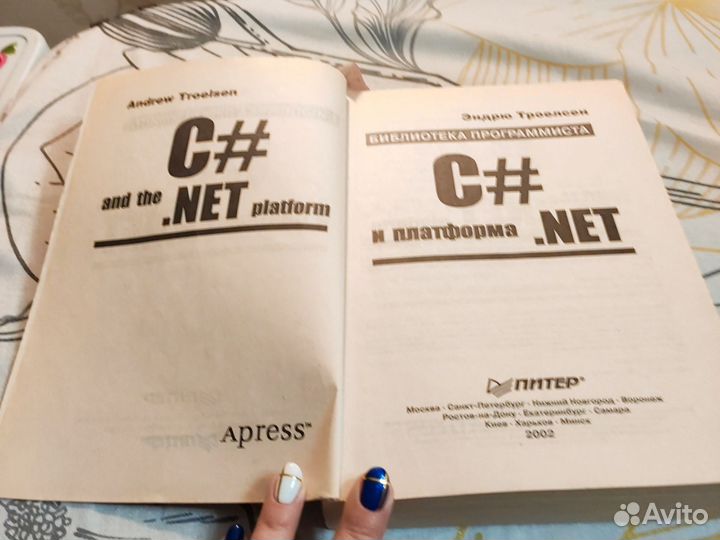 Andrew Troelsen
C#
and the .NET platform
Apress™
Эндрю Троелсен
БИБЛИОТЕКА ПРОГРАММИСТА
C#
и платформа .NET
ПИТЕР®
Москва · Санкт-Петербург · Нижний Новгород · Воронеж
Ростов-на-Дону · Екатеринбург · Самара
Киев · Харьков · Минск
2002
Avito